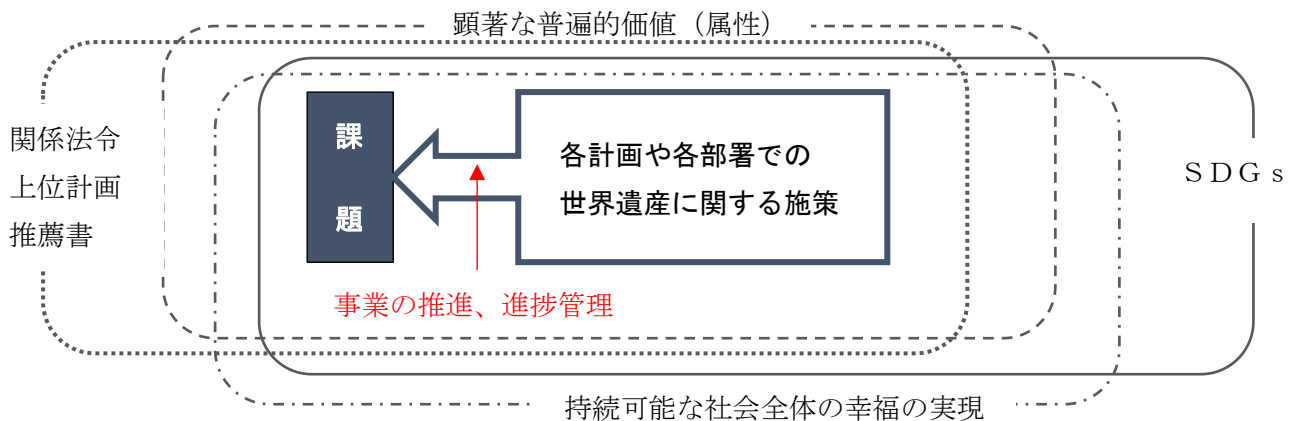 顕著な普遍的価値（属性）
関係法令
上位計画
推薦書
課
題
各計画や各部署での
世界遺産に関する施策
ＳＤＧｓ
事業の推進、進捗管理
持続可能な社会全体の幸福の実現